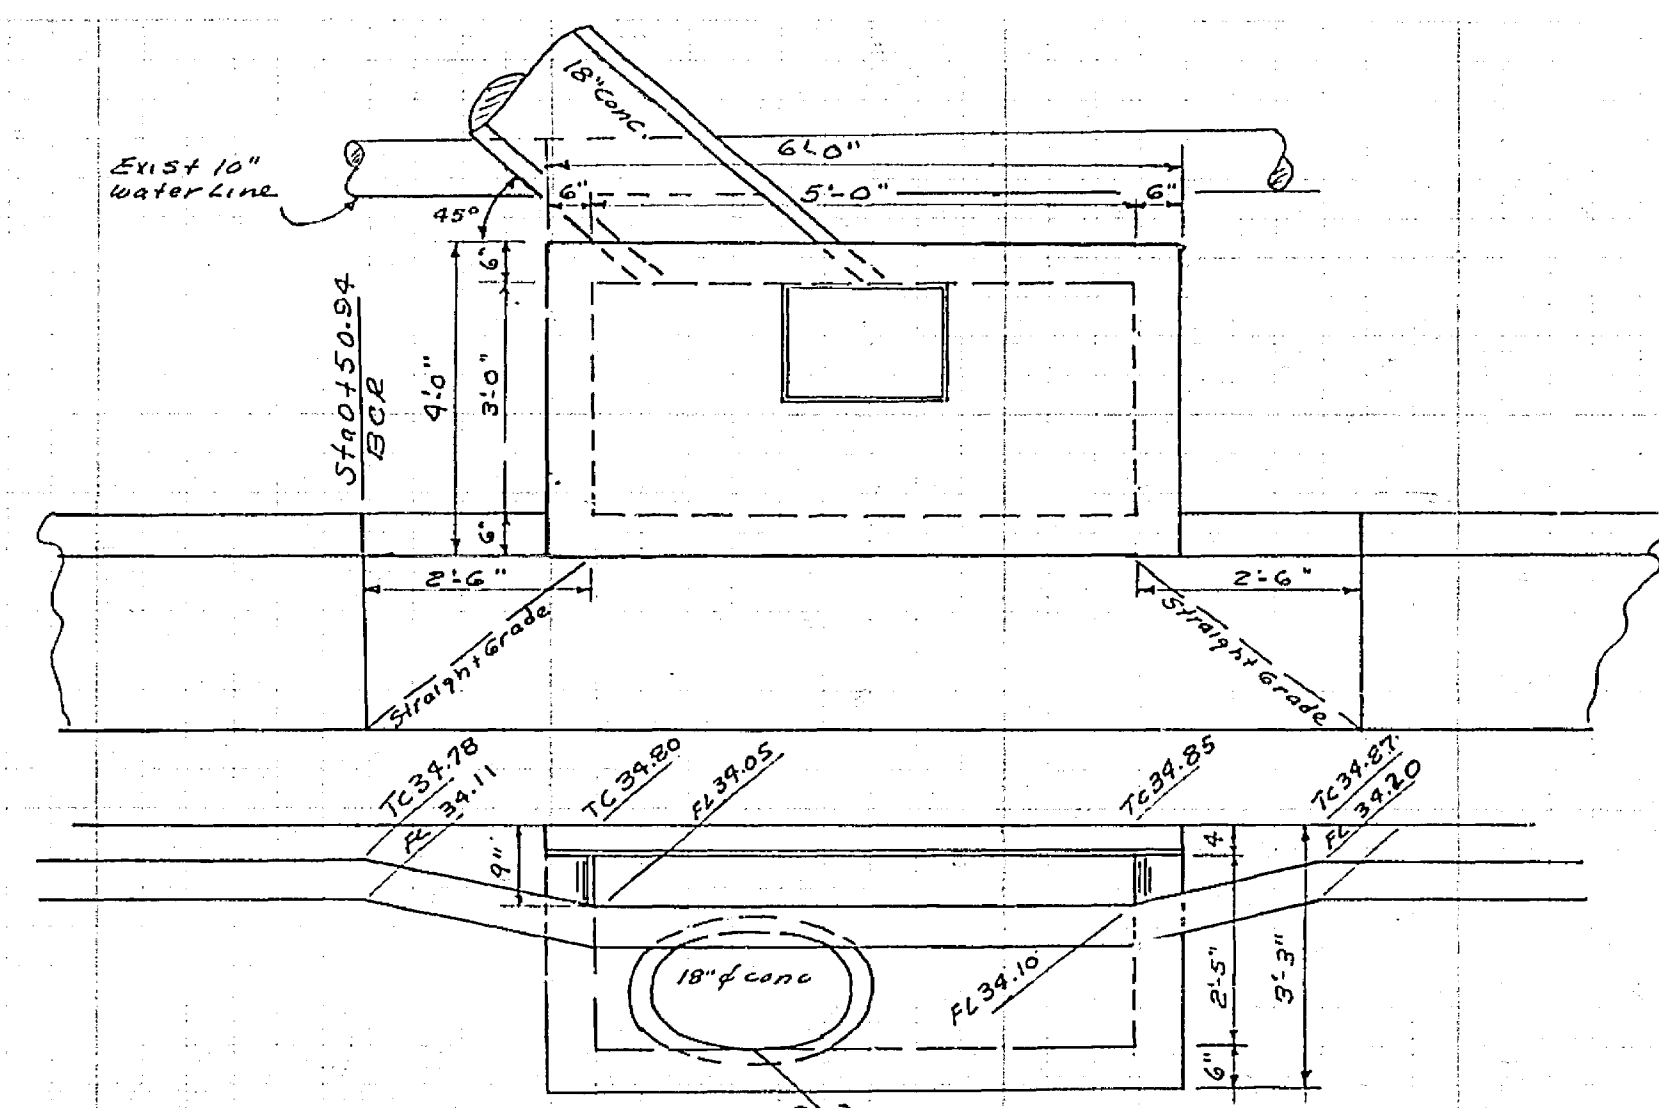 18" conc.
Exist 10"
water Line
6'-0"
6"
5'-0"
6"
45°
6"
Sta 0+50.94
BCR
4'-0"
3'-0"
6"
2'-6"
2'-6"
Straight Grade
Straight Grade
TC 34.78
FL 34.11
TC 34.80
FL 34.05
TC 34.85
TC 34.87
FL 34.20
9"
4
18" ϕ conc
FL 34.10
2'-5"
3'-3"
6"